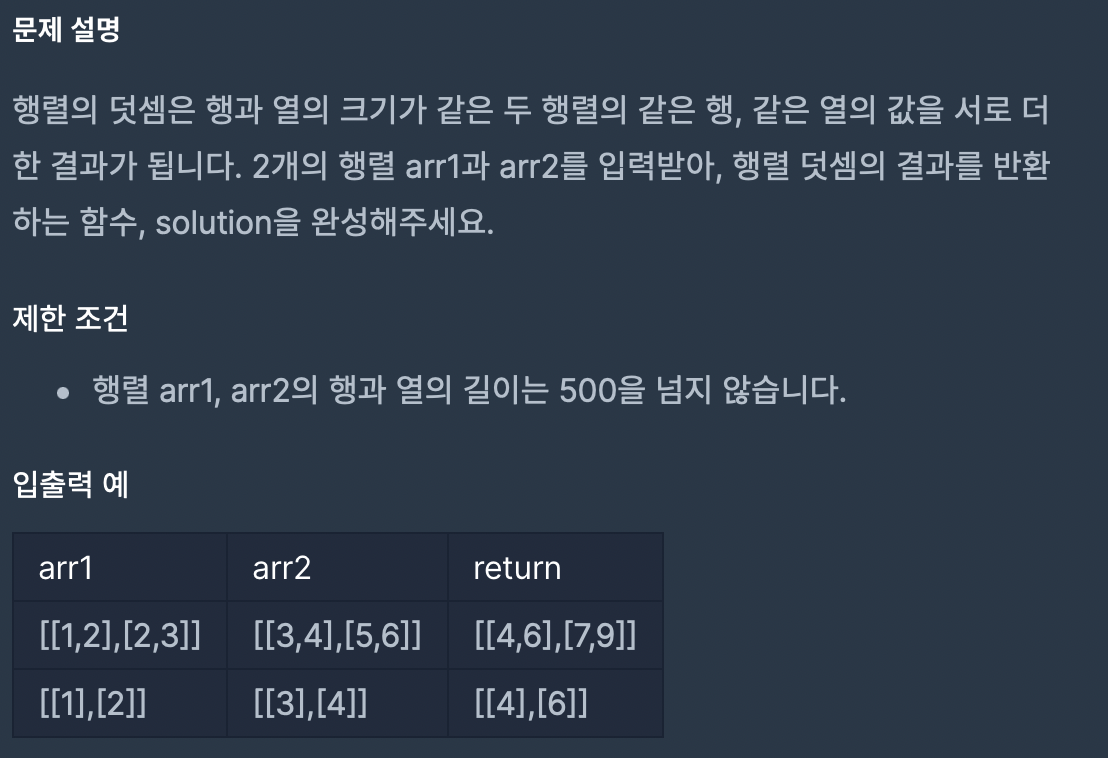 문제 설명
행렬의 덧셈은 행과 열의 크기가 같은 두 행렬의 같은 행, 같은 열의 값을 서로 더
한 결과가 됩니다. 2개의 행렬 arr1과 arr2를 입력받아, 행렬 덧셈의 결과를 반환
하는 함수, solution을 완성해주세요.
제한 조건
• 행렬 arr1, arr2의 행과 열의 길이는 500을 넘지 않습니다.
입출력 예
arr1 arr2 return
[[1,2],[2,3]] [[3,4],[5,6]] [[4,6],[7,9]]
[[1],[2]] [[3],[4]] [[4],[6]]